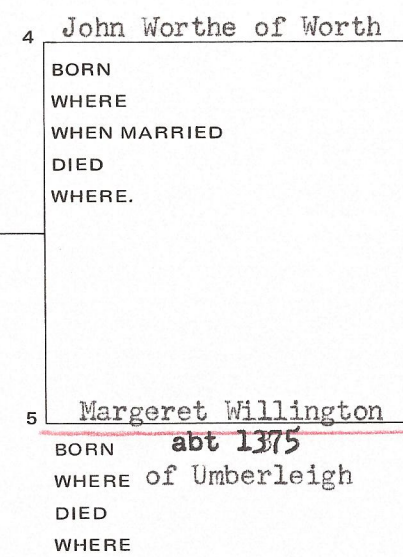 4 John Worthe of Worth
BORN
WHERE
WHEN MARRIED
DIED
WHERE.
5 Margeret Willington
BORN abt 1375
WHERE of Umberleigh
DIED
WHERE